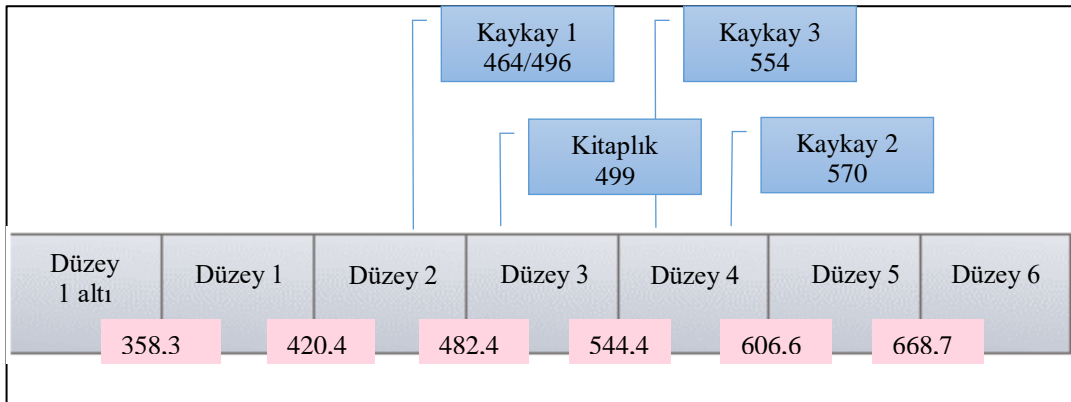 Kaykay 1
464/496
Kaykay 3
554
Kitaplık
499
Kaykay 2
570
Düzey
1 altı
Düzey 1
Düzey 2
Düzey 3
Düzey 4
Düzey 5
Düzey 6
358.3
420.4
482.4
544.4
606.6
668.7